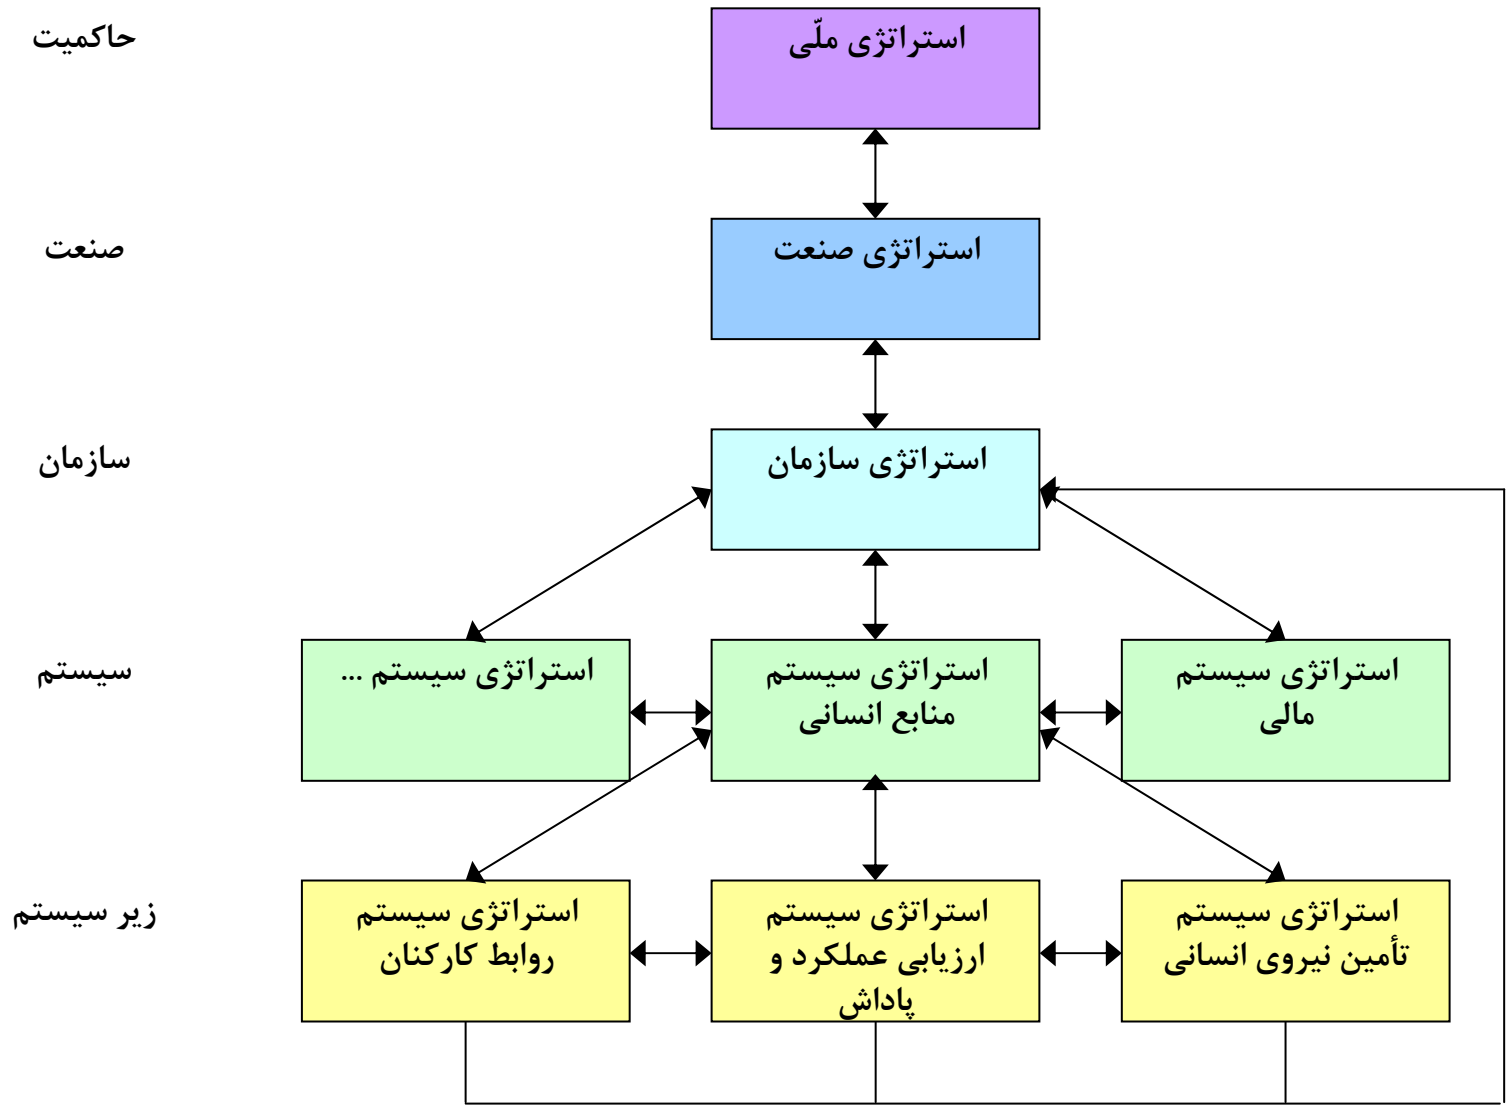 حاکمیت
استراتژی ملّی
صنعت
استراتژی صنعت
سازمان
استراتژی سازمان
سیستم
استراتژی سیستم
مالی
استراتژی سیستم
منابع انسانی
استراتژی سیستم ...
زیر سیستم
استراتژی سیستم
تأمین نیروی انسانی
استراتژی سیستم
ارزیابی عملکرد و
پاداش
استراتژی سیستم
روابط کارکنان